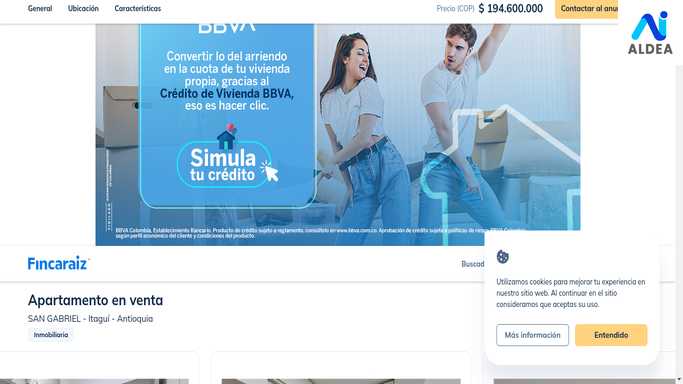 General Ubicación Características Precio (COP) $ 194.600.000 Contactar al anu
ALDEA
BBVA
Convertir lo del arriendo
en la cuota de tu vivienda
propia, gracias al
Crédito de Vivienda BBVA,
eso es hacer clic.
Simula
tu crédito
BBVA Colombia, Establecimiento Bancario. Producto de crédito sujeto a reglamento, consúltelo en www.bbva.com.co. Aprobación de crédito sujeta a políticas de riesgo BBVA Colombia,
según perfil económico del cliente y condiciones del producto.
Fincaraiz
Buscad
Apartamento en venta
SAN GABRIEL - Itaguí - Antioquia
Inmobiliaria
Utilizamos cookies para mejorar tu experiencia en
nuestro sitio web. Al continuar en el sitio
consideramos que aceptas su uso.
Más información Entendido